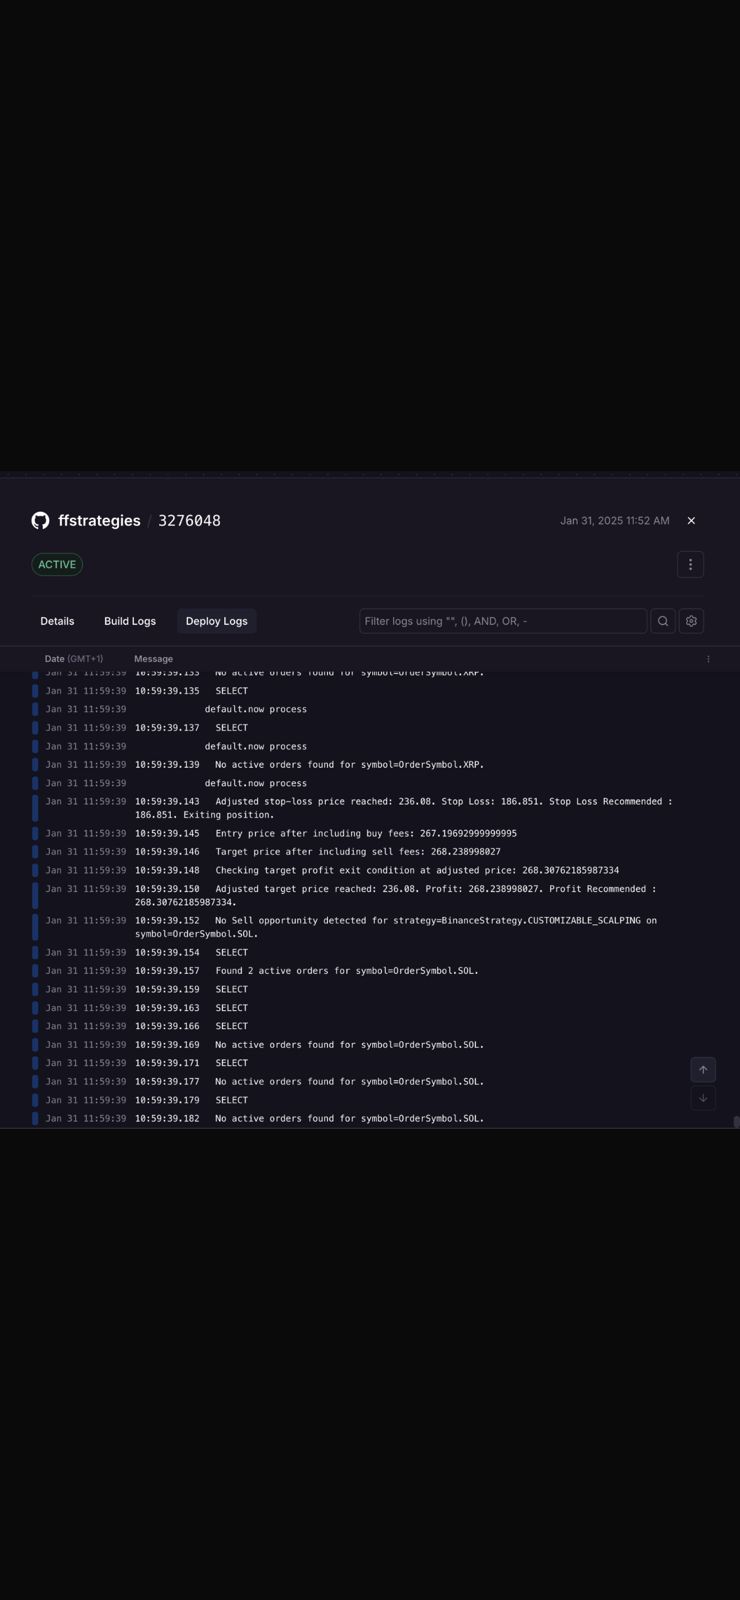 ffstrategies / 3276048
Jan 31, 2025 11:52 AM
ACTIVE
Details
Build Logs
Deploy Logs
Filter logs using "", (), AND, OR, -
Date (GMT+1) Message
Jan 31 11:59:39 10:59:39.133 No active orders found for symbol=OrderSymbol.XRP.
Jan 31 11:59:39 10:59:39.135 SELECT
Jan 31 11:59:39 default.now process
Jan 31 11:59:39 10:59:39.137 SELECT
Jan 31 11:59:39 default.now process
Jan 31 11:59:39 10:59:39.139 No active orders found for symbol=OrderSymbol.XRP.
Jan 31 11:59:39 default.now process
Jan 31 11:59:39 10:59:39.143 Adjusted stop-loss price reached: 236.08. Stop Loss: 186.851. Stop Loss Recommended :
186.851. Exiting position.
Jan 31 11:59:39 10:59:39.145 Entry price after including buy fees: 267.19692999999995
Jan 31 11:59:39 10:59:39.146 Target price after including sell fees: 268.238998027
Jan 31 11:59:39 10:59:39.148 Checking target profit exit condition at adjusted price: 268.30762185987334
Jan 31 11:59:39 10:59:39.150 Adjusted target price reached: 236.08. Profit: 268.238998027. Profit Recommended :
268.30762185987334.
Jan 31 11:59:39 10:59:39.152 No Sell opportunity detected for strategy=BinanceStrategy.CUSTOMIZABLE_SCALPING on
symbol=OrderSymbol.SOL.
Jan 31 11:59:39 10:59:39.154 SELECT
Jan 31 11:59:39 10:59:39.157 Found 2 active orders for symbol=OrderSymbol.SOL.
Jan 31 11:59:39 10:59:39.159 SELECT
Jan 31 11:59:39 10:59:39.163 SELECT
Jan 31 11:59:39 10:59:39.166 SELECT
Jan 31 11:59:39 10:59:39.169 No active orders found for symbol=OrderSymbol.SOL.
Jan 31 11:59:39 10:59:39.171 SELECT
Jan 31 11:59:39 10:59:39.177 No active orders found for symbol=OrderSymbol.SOL.
Jan 31 11:59:39 10:59:39.179 SELECT
Jan 31 11:59:39 10:59:39.182 No active orders found for symbol=OrderSymbol.SOL.